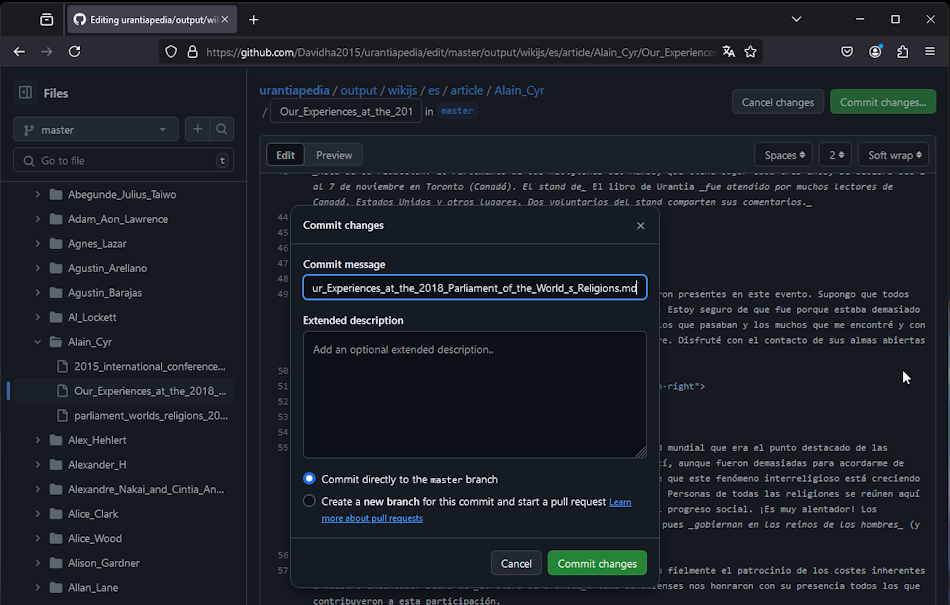 Editing urantiapedia/output/wil
https://github.com/Davidha2015/urantiapedia/edit/master/output/wikijs/es/article/Alain_Cyr/Our_Experiences
Files
master
Go to file
t
Abegunde_Julius_Taiwo
Adam_Aon_Lawrence
Agnes_Lazar
Agustin_Arellano
Agustin_Barajas
Al_Lockett
Alain_Cyr
2015_international_conference...
Our_Experiences_at_the_2018_...
parliament_worlds_religions_20...
Alex_Hehlert
Alexander_H
Alexandre_Nakai_and_Cintia_An...
Alice_Clark
Alice_Wood
Alison_Gardner
Allan_Lane
urantiapedia / output / wikijs / es / article / Alain_Cyr
/ Our_Experiences_at_the_201 in master
Cancel changes
Commit changes...
Edit
Preview
Spaces
2
Soft wrap
al 7 de noviembre en Toronto (Canadá). El stand de_ El libro de Urantia _fue atendido por muchos lectores de
Canadá, Estados Unidos y otros lugares. Dos voluntarios del stand comparten sus comentarios._
44
45
46
47
48
49
on presentes en este evento. Supongo que todos
Estoy seguro de que fue porque estaba demasiado
los que pasaban y los muchos que me encontré y con
re. Disfruté con el contacto de sus almas abiertas
50
51
-right">
52
53
54
55
mundial que era el punto destacado de las
í, aunque fueron demasiadas para acordarme de
e que este fenómeno interreligioso está creciendo
Personas de todas las religiones se reúnen aquí
l progreso social. ¡Es muy alentador! Los
pues _gobiernan en los reinos de los hombres_ (y
56
57
fielmente el patrocinio de los costes inherentes
enses nos honraron con su presencia todos los que
contribuyeron a esta participación.
Commit changes
Commit message
ur_Experiences_at_the_2018_Parliament_of_the_World_s_Religions.md
Extended description
Add an optional extended description..
Commit directly to the master branch
Create a new branch for this commit and start a pull request Learn
more about pull requests
Cancel
Commit changes